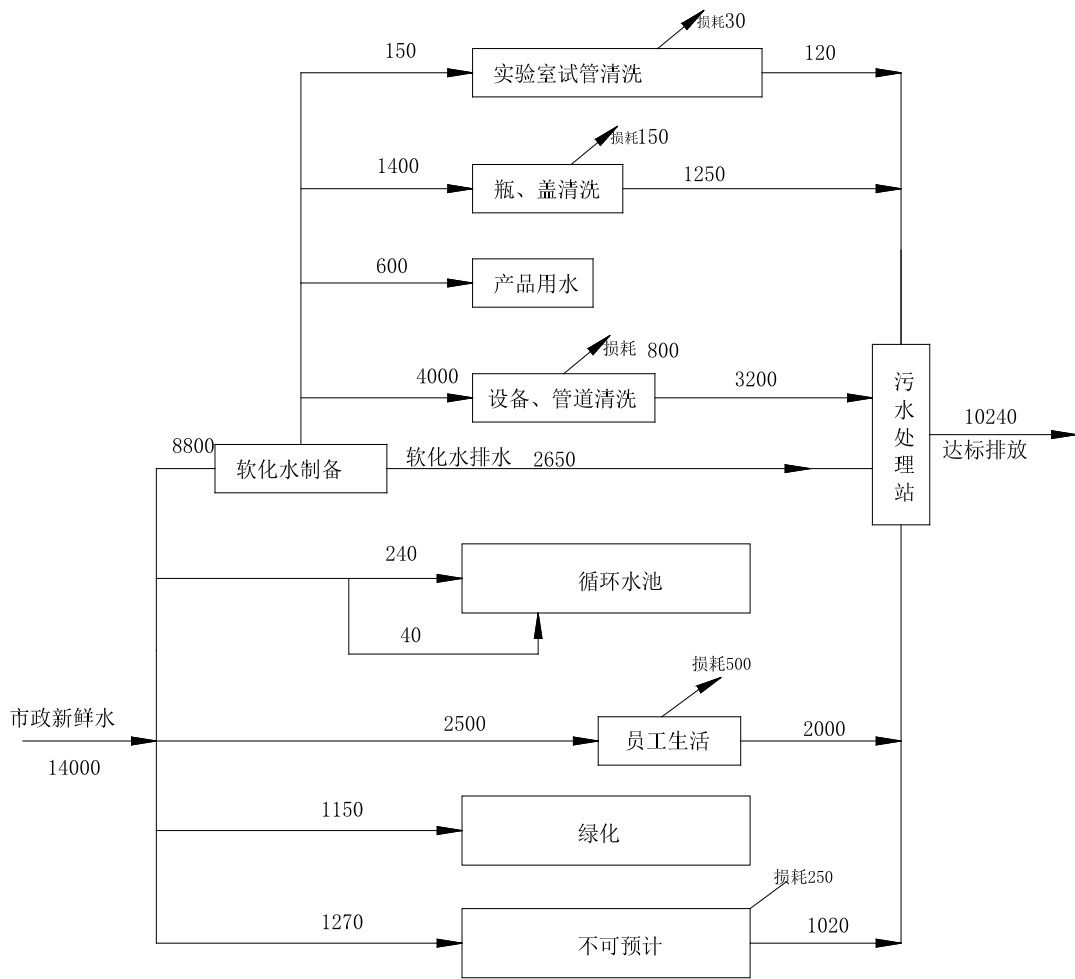 损耗30
150
实验室试管清洗
120
损耗150
1400
瓶、盖清洗
1250
600
产品用水
损耗 800
4000
设备、管道清洗
3200
污水处理站
10240
达标排放
8800
软化水制备
软化水排水 2650
240
循环水池
40
损耗500
市政新鲜水
14000
2500
员工生活
2000
1150
绿化
损耗250
1270
不可预计
1020